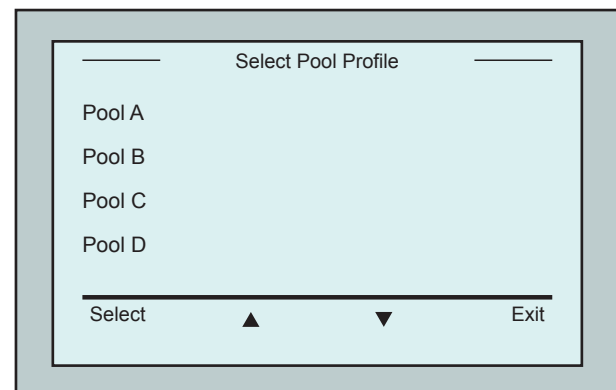 Select Pool Profile
Pool A
Pool B
Pool C
Pool D
Select ▲ ▼ Exit